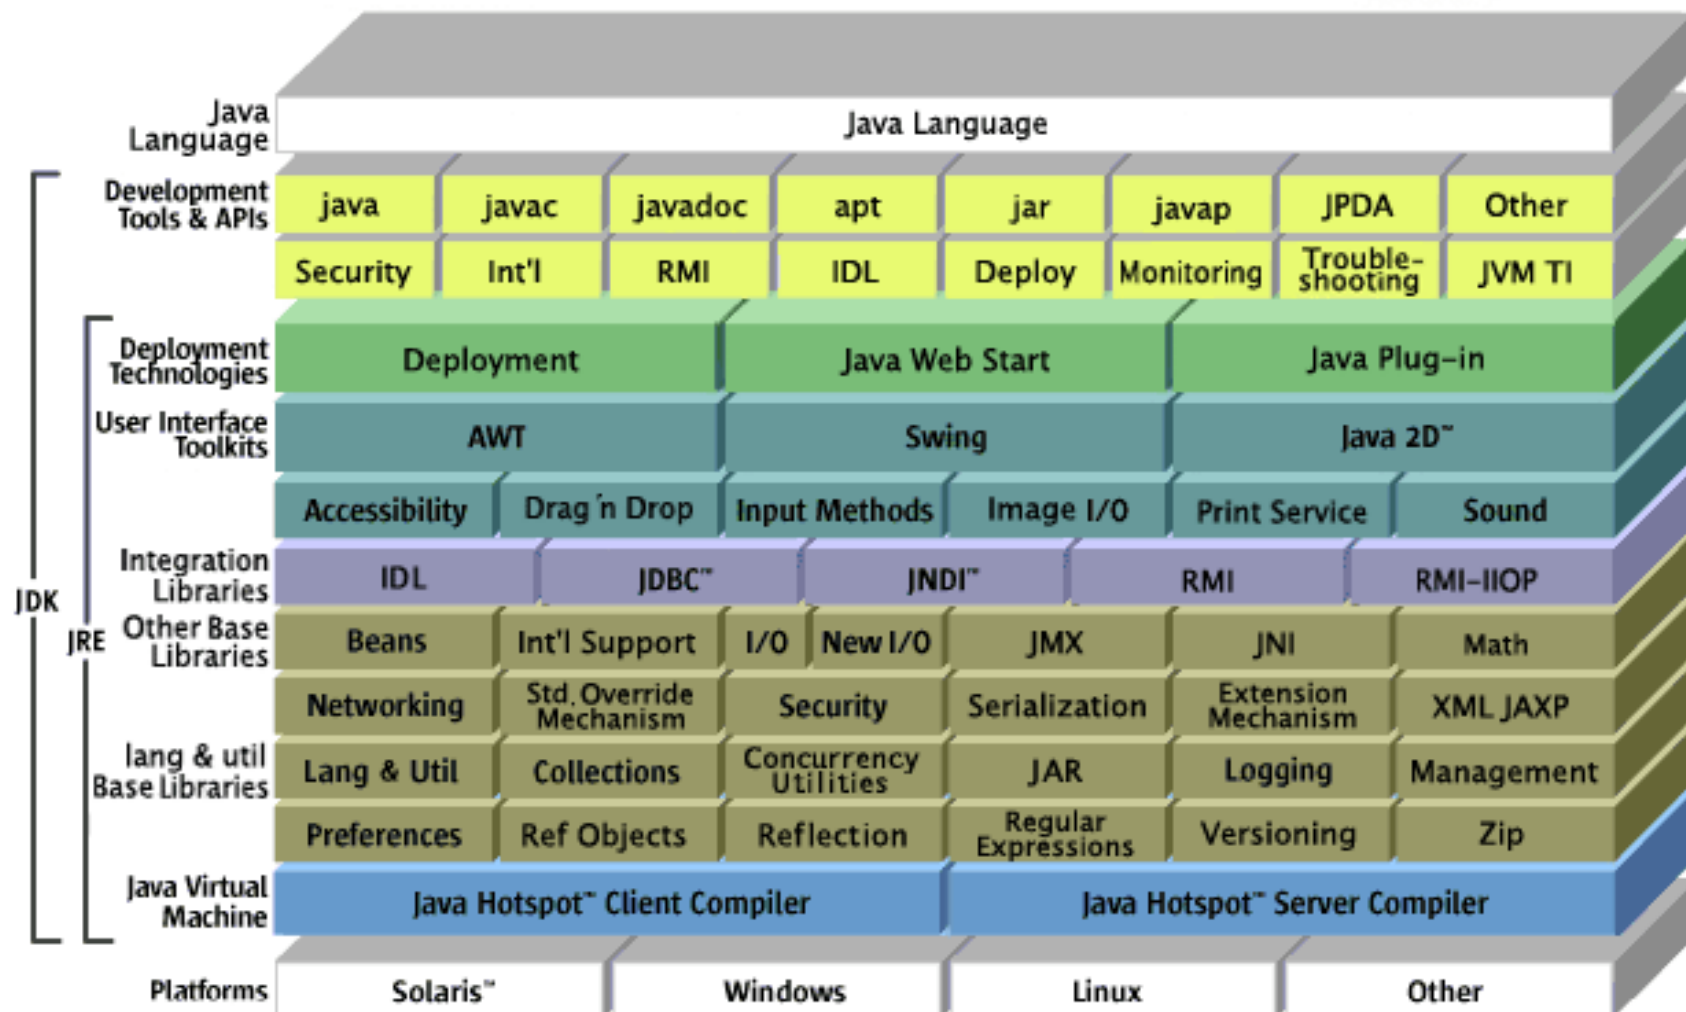 Java
Language
Java Language
Development
Tools & APIs
java javac javadoc apt jar javap JPDA Other
Security Int'l RMI IDL Deploy Monitoring Trouble-
shooting JVM TI
Deployment
Technologies
Deployment Java Web Start Java Plug-in
User Interface
Toolkits
AWT Swing Java 2D™
Accessibility Drag 'n Drop Input Methods Image I/O Print Service Sound
Integration
Libraries
IDL JDBC™ JNDI™ RMI RMI-IIOP
JDK
JRE
Other Base
Libraries
Beans Int'l Support I/O New I/O JMX JNI Math
Networking Std. Override
Mechanism Security Serialization Extension
Mechanism XML JAXP
lang & util
Base Libraries
Lang & Util Collections Concurrency
Utilities JAR Logging Management
Preferences Ref Objects Reflection Regular
Expressions Versioning Zip
Java Virtual
Machine
Java Hotspot™ Client Compiler Java Hotspot™ Server Compiler
Platforms
Solaris™ Windows Linux Other